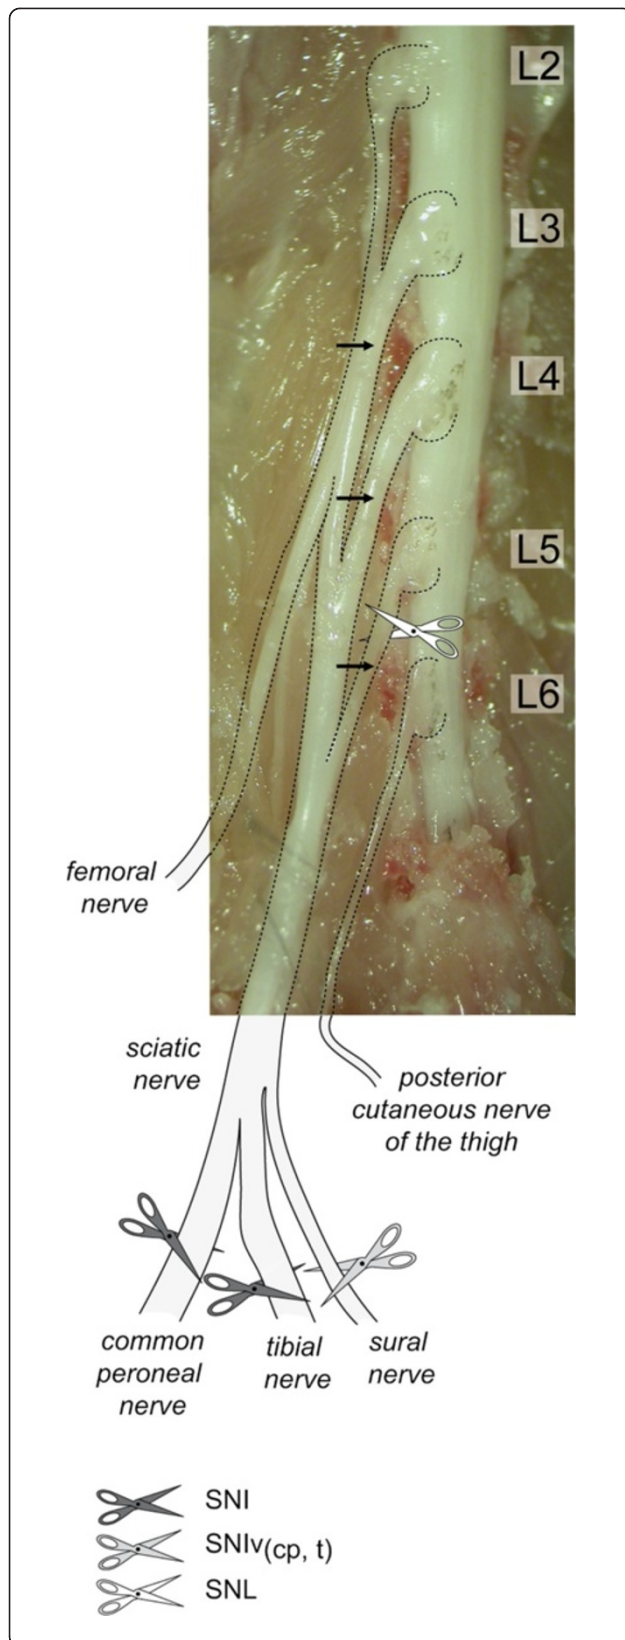 L2
L3
L4
L5
L6
femoral
nerve
sciatic
nerve
posterior
cutaneous nerve
of the thigh
common
peroneal
nerve
tibial
nerve
sural
nerve
SNI
SNIv(cp, t)
SNL